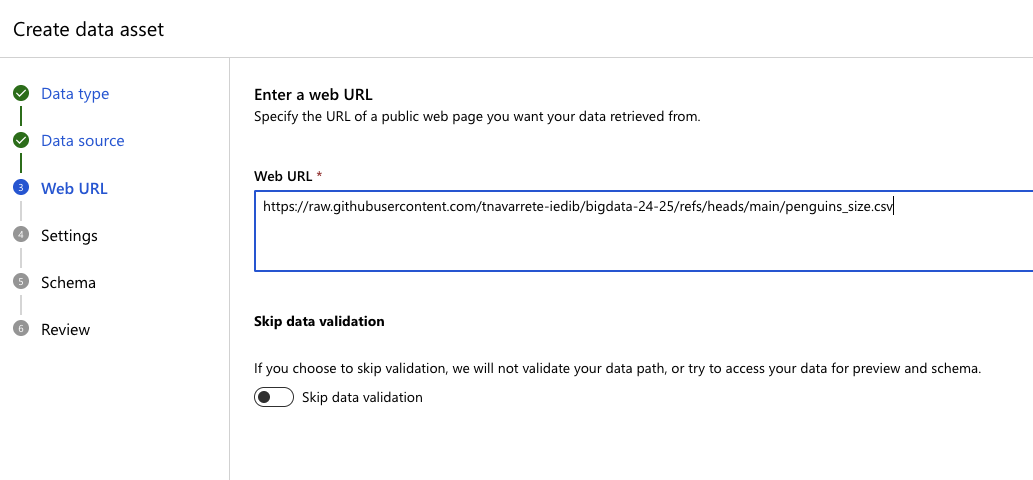 Create data asset
Data type
Data source
3 Web URL
4 Settings
5 Schema
6 Review
Enter a web URL
Specify the URL of a public web page you want your data retrieved from.
Web URL *
https://raw.githubusercontent.com/tnavarrete-iedib/bigdata-24-25/refs/heads/main/penguins_size.csv
Skip data validation
If you choose to skip validation, we will not validate your data path, or try to access your data for preview and schema.
Skip data validation